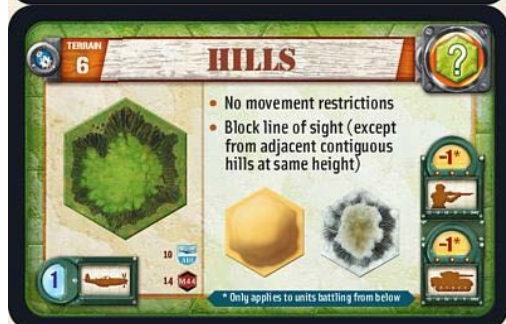 TERRAIN
6
HILLS
?
• No movement restrictions
• Block line of sight (except
from adjacent contiguous
hills at same height)
-1*
-1*
10
AIR
14 M44
1
* Only applies to units battling from below